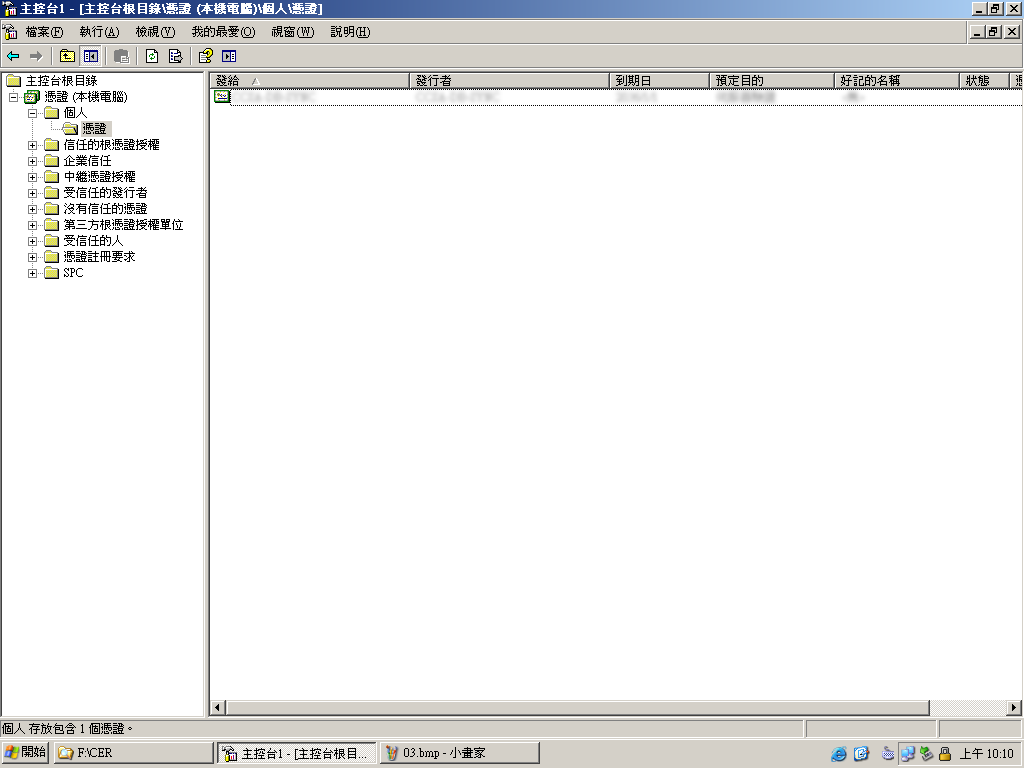 主控台1 - [主控台根目錄\憑證 (本機電腦)\個人\憑證]
檔案(F) 執行(A) 檢視(V) 我的最愛(O) 視窗(W) 說明(H)
主控台根目錄
憑證 (本機電腦)
個人
憑證
信任的根憑證授權
企業信任
中繼憑證授權
受信任的發行者
沒有信任的憑證
第三方根憑證授權單位
受信任的人
憑證註冊要求
SPC
發給 發行者 到期日 預定目的 好記的名稱 狀態
個人 存放包含 1 個憑證。
開始 F:\CER 主控台1 - [主控台根目... 03.bmp - 小畫家 上午 10:10